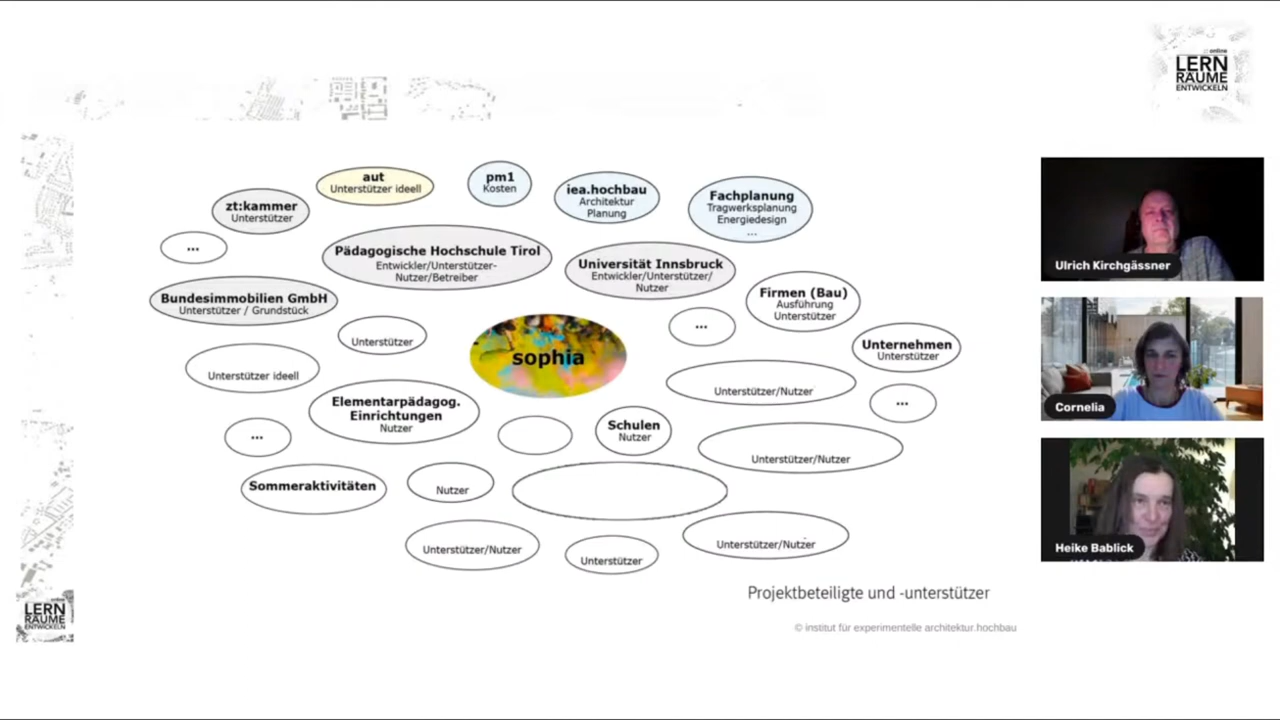 :: online
LERN
RÄUME
ENTWICKELN
aut
Unterstützer ideell
pm1
Kosten
iea.hochbau
Architektur
Planung
Fachplanung
Tragwerksplanung
Energiedesign
...
zt:kammer
Unterstützer
...
Pädagogische Hochschule Tirol
Entwickler/Unterstützer-
Nutzer/Betreiber
Universität Innsbruck
Entwickler/Unterstützer/
Nutzer
Bundesimmobilien GmbH
Unterstützer / Grundstück
Firmen (Bau)
Ausführung
Unterstützer
...
Unterstützer
sophia
Unternehmen
Unterstützer
Unterstützer ideell
Unterstützer/Nutzer
...
Elementarpädagog.
Einrichtungen
Nutzer
...
Schulen
Nutzer
Unterstützer/Nutzer
Sommeraktivitäten
Nutzer
Unterstützer/Nutzer
Unterstützer
Unterstützer/Nutzer
Projektbeteiligte und -unterstützer
© institut für experimentelle architektur.hochbau
Ulrich Kirchgässner
Cornelia
Heike Bablick
online
LERN
RÄUME
ENTWICKELN